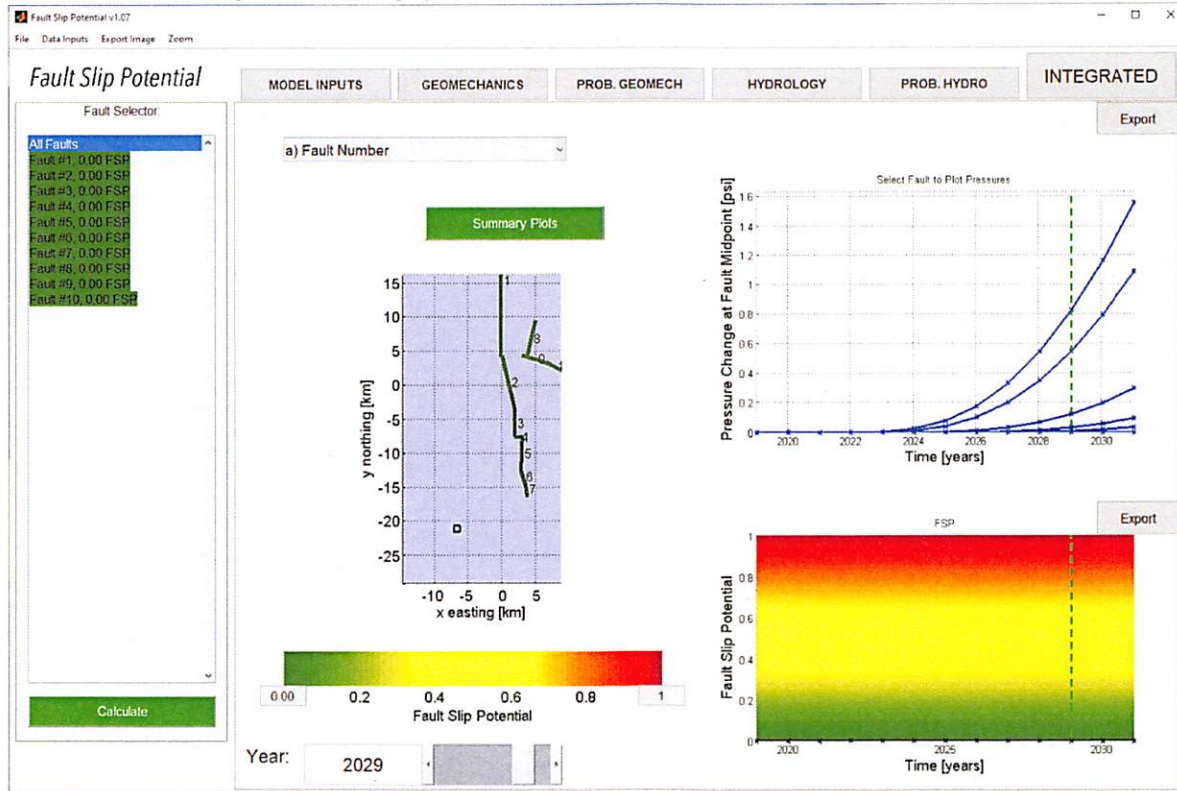 Fault Slip Potential v1.07
File Data Inputs Export Image Zoom
Fault Slip Potential
MODEL INPUTS
GEOMECHANICS
PROB. GEOMECH
HYDROLOGY
PROB. HYDRO
INTEGRATED
Fault Selector:
All Faults
Fault #1, 0.00 FSP
Fault #2, 0.00 FSP
Fault #3, 0.00 FSP
Fault #4, 0.00 FSP
Fault #5, 0.00 FSP
Fault #6, 0.00 FSP
Fault #7, 0.00 FSP
Fault #8, 0.00 FSP
Fault #9, 0.00 FSP
Fault #10, 0.00 FSP
Calculate
a) Fault Number
Summary Plots
15
10
5
0
-5
-10
-15
-20
-25
y northing [km]
1
2
3
4
5
6
7
8
-10 -5 0 5
x easting [km]
0.00 0.2 0.4 0.6 0.8 1
Fault Slip Potential
Year: 2029
Export
Select Fault to Plot Pressures
1.6
1.4
1.2
1
0.8
0.6
0.4
0.2
0
Pressure Change at Fault Midpoint [psi]
2020 2022 2024 2026 2028 2030
Time [years]
Export
FSP
1
0.8
0.6
0.4
0.2
0
Fault Slip Potential
2020 2025 2030
Time [years]